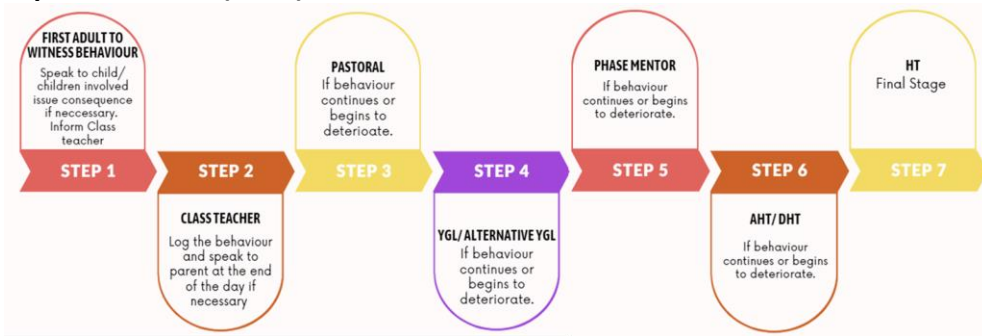 FIRST ADULT TO
WITNESS BEHAVIOUR
Speak to child/
children involved
issue consequence
if neccessary.
Inform Class
teacher
STEP 1
STEP 2
CLASS TEACHER
Log the behaviour
and speak to
parent at the end
of the day if
necessary
PASTORAL
If behaviour
continues or
begins to
deterioate.
STEP 3
STEP 4
YGL/ ALTERNATIVE YGL
If behaviour
continues or
begins to
deteriorate.
PHASE MENTOR
If behaviour
continues or begins
to deteriorate.
STEP 5
STEP 6
AHT/ DHT
If behaviour
continues or begins
to deteriorate.
HT
Final Stage
STEP 7